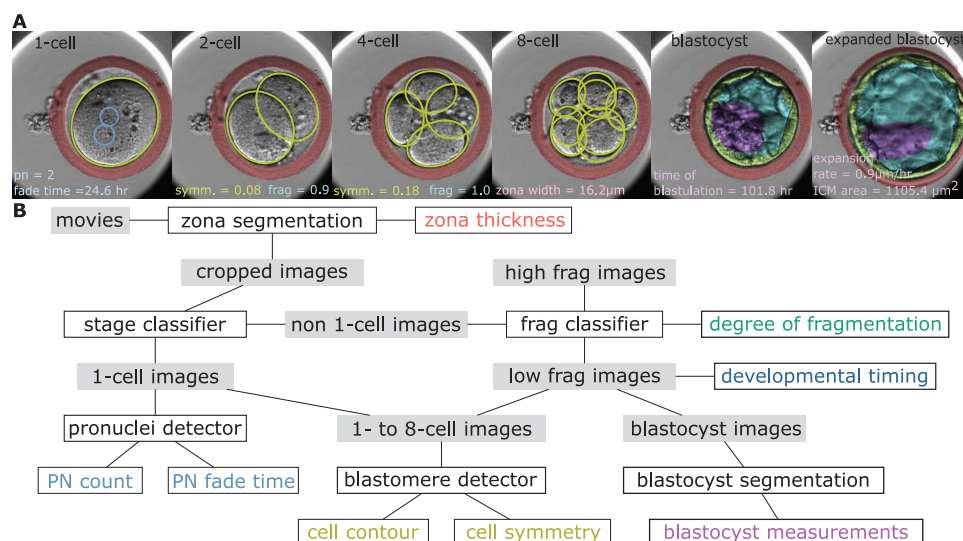 A
1-cell
2-cell
4-cell
8-cell
blastocyst
expanded blastocyst
pn = 2
fade time =24.6 hr
symm. = 0.08 frag = 0.9
symm. = 0.18 frag = 1.0
zona width = 16.2µm
time of
blastulation = 101.8 hr
expansion
rate = 0.9µm/hr
ICM area = 1105.4 µm²
B
movies
zona segmentation
zona thickness
cropped images
high frag images
stage classifier
non 1-cell images
frag classifier
degree of fragmentation
1-cell images
low frag images
developmental timing
pronuclei detector
1- to 8-cell images
blastocyst images
PN count
PN fade time
blastomere detector
blastocyst segmentation
cell contour
cell symmetry
blastocyst measurements